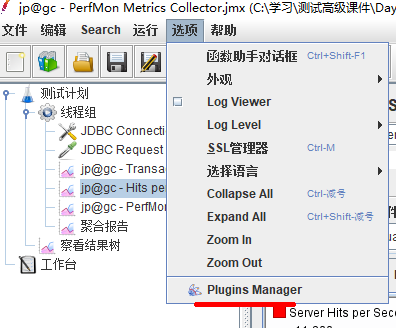 jp@gc - PerfMon Metrics Collector.jmx (C:\学习\测试高级课件\Day
文件 编辑 Search 运行 选项 帮助
测试计划
线程组
JDBC Connecti
JDBC Request
jp@gc - Transa
jp@gc - Hits pe
jp@gc - PerfMo
聚合报告
察看结果树
工作台
函数助手对话框 Ctrl+Shift-F1
外观
Log Viewer
Log Level
SSL管理器 Ctrl-M
选择语言
Collapse All Ctrl-减号
Expand All Ctrl+Shift-减号
Zoom In
Zoom Out
Plugins Manager
Server Hits per Seco